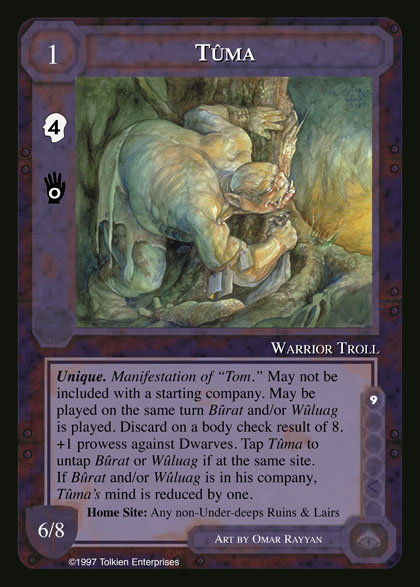 1
TÛMA
4
0
WARRIOR TROLL
Unique. Manifestation of “Tom.” May not be
included with a starting company. May be
played on the same turn Bûrat and/or Wûluag
is played. Discard on a body check result of 8.
+1 prowess against Dwarves. Tap Tûma to
untap Bûrat or Wûluag if at the same site.
If Bûrat and/or Wûluag is in his company,
Tûma's mind is reduced by one.
Home Site: Any non-Under-deeps Ruins & Lairs
9
6/8
ART BY OMAR RAYYAN
©1997 Tolkien Enterprises